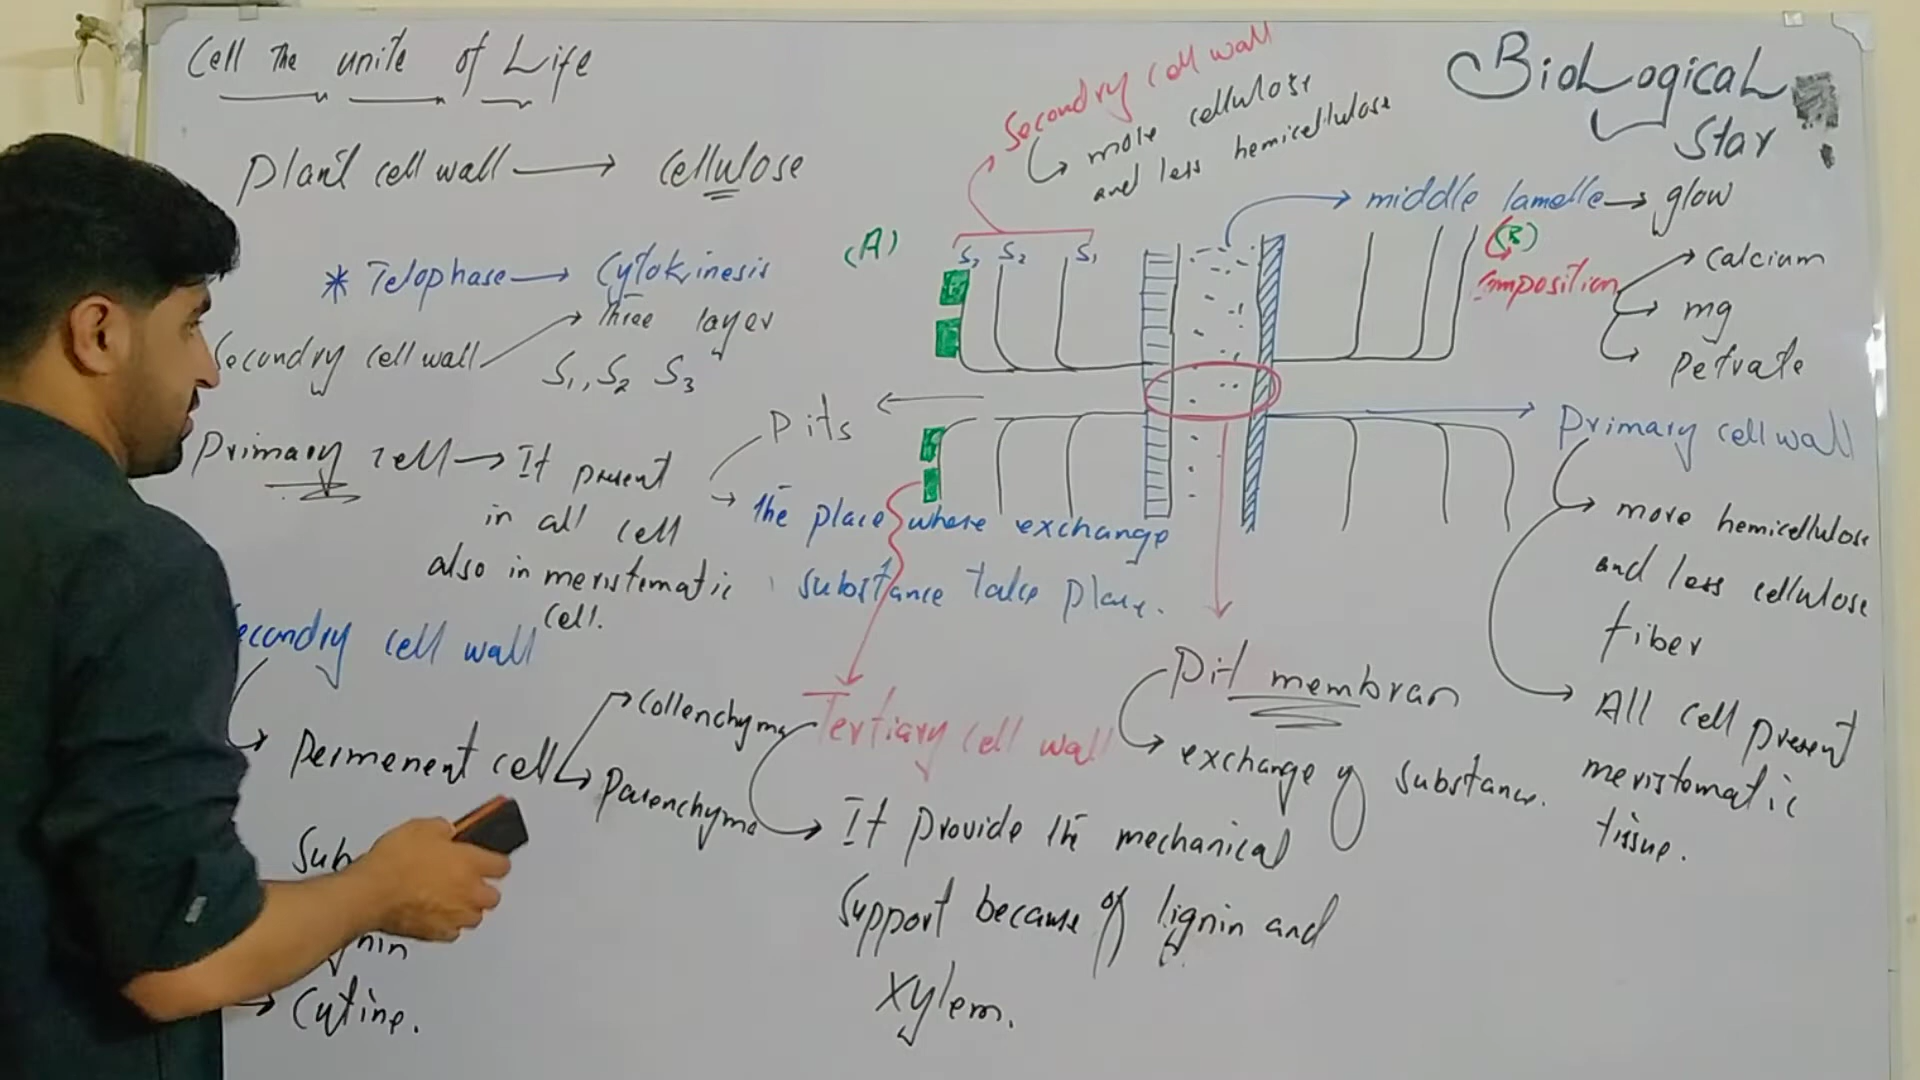 Cell The unite of Life
Plant cell wall → cellulose
* Telophase → Cytokinesis
Secondry cell wall → Three layer
S1, S2 S3
Primary cell → It present
in all cell
also in meristimatic
cell.
Secondry cell wall
Permenent cell
Collenchyma
Parenchyma
Cutine.
Secondry cell wall
more cellulose
and less hemicellulose
(A)
S2 S1
Pits
the place where exchange
substance take place.
Tertiary cell wall
It provide the mechanical
Support because of lignin and
xylem.
Pit membran
exchange of substance.
BioLogicaL
Star
middle lamelle → glow
(B)
Composition
Calcium
mg
Primary cell wall
more hemicellulose
and less cellulose
fiber
All cell present
meristomatic
tissue.